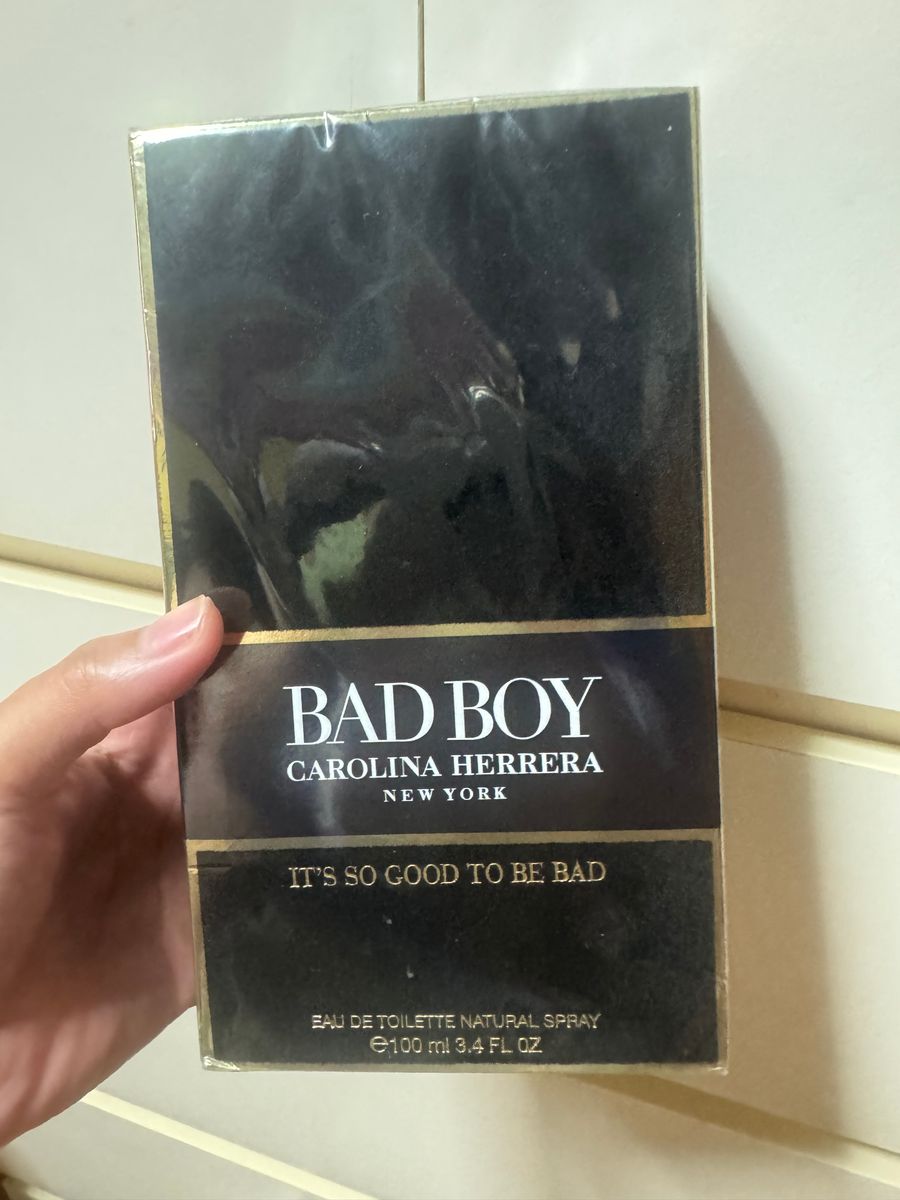 BAD BOY
CAROLINA HERRERA
NEW YORK
IT'S SO GOOD TO BE BAD
EAU DE TOILETTE NATURAL SPRAY
℮100 ml 3.4 FL OZ